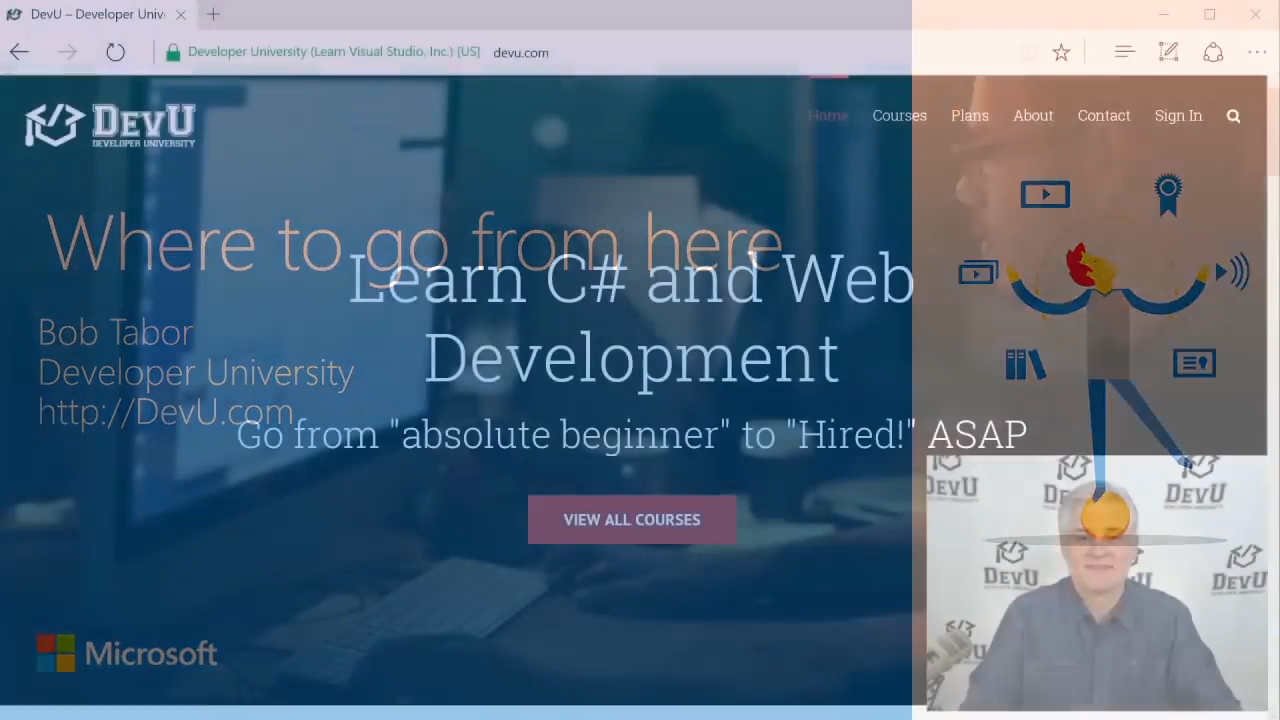 DevU – Developer Univ
Developer University (Learn Visual Studio, Inc.) [US]
devu.com
DEVU
DEVELOPER UNIVERSITY
Home
Courses
Plans
About
Contact
Sign In
Where to go from here
Learn C# and Web
Development
Bob Tabor
Developer University
http://DevU.com
Go from "absolute beginner" to "Hired!" ASAP
VIEW ALL COURSES
Microsoft
DEVU
DEVU
DEVU
DEVU